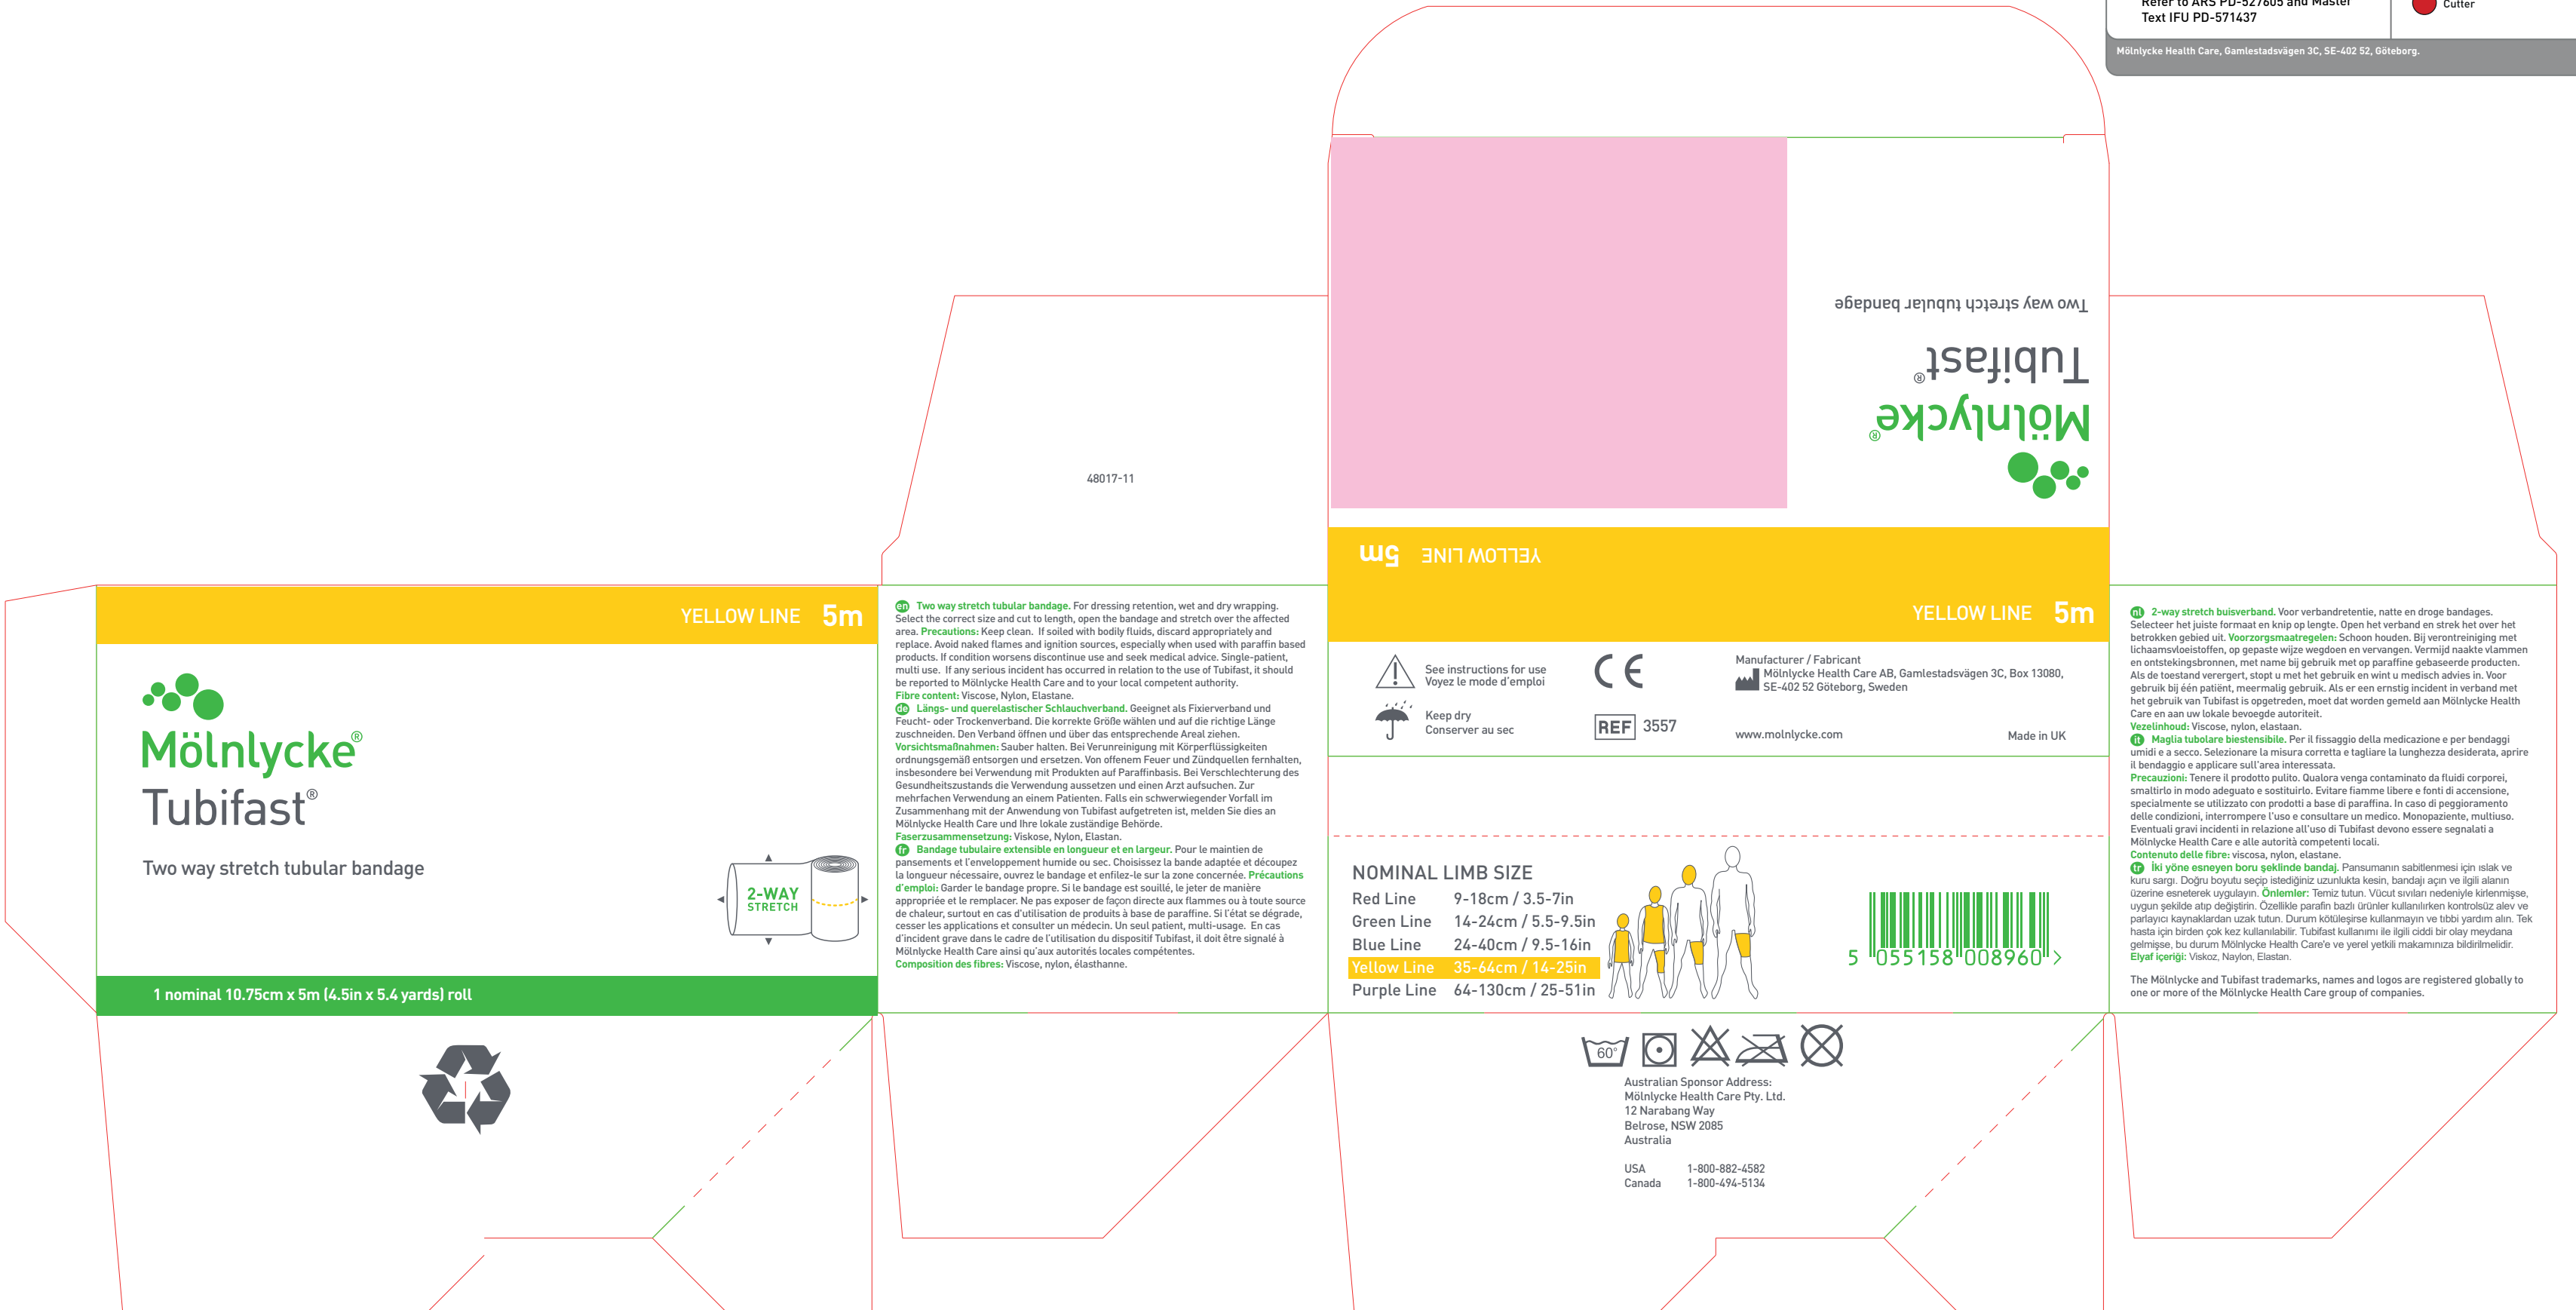 Refer to ARS PD-527605 and Master
Text IFU PD-571437
Cutter
Mölnlycke Health Care, Gamlestadsvägen 3C, SE-402 52, Göteborg.
Two way stretch tubular bandage
Tubifast®
Mölnlycke®
YELLOW LINE 5m
48017-11
YELLOW LINE 5m
Mölnlycke®
Tubifast®
Two way stretch tubular bandage
2-WAY
STRETCH
1 nominal 10.75cm x 5m (4.5in x 5.4 yards) roll
en Two way stretch tubular bandage. For dressing retention, wet and dry wrapping.
Select the correct size and cut to length, open the bandage and stretch over the affected
area. Precautions: Keep clean. If soiled with bodily fluids, discard appropriately and
replace. Avoid naked flames and ignition sources, especially when used with paraffin based
products. If condition worsens discontinue use and seek medical advice. Single-patient,
multi use. If any serious incident has occurred in relation to the use of Tubifast, it should
be reported to Mölnlycke Health Care and to your local competent authority.
Fibre content: Viscose, Nylon, Elastane.
de Längs- und querelastischer Schlauchverband. Geeignet als Fixierverband und
Feucht- oder Trockenverband. Die korrekte Größe wählen und auf die richtige Länge
zuschneiden. Den Verband öffnen und über das entsprechende Areal ziehen.
Vorsichtsmaßnahmen: Sauber halten. Bei Verunreinigung mit Körperflüssigkeiten
ordnungsgemäß entsorgen und ersetzen. Von offenem Feuer und Zündquellen fernhalten,
insbesondere bei Verwendung mit Produkten auf Paraffinbasis. Bei Verschlechterung des
Gesundheitszustands die Verwendung aussetzen und einen Arzt aufsuchen. Zur
mehrfachen Verwendung an einem Patienten. Falls ein schwerwiegender Vorfall im
Zusammenhang mit der Anwendung von Tubifast aufgetreten ist, melden Sie dies an
Mölnlycke Health Care und Ihre lokale zuständige Behörde.
Faserzusammensetzung: Viskose, Nylon, Elastan.
fr Bandage tubulaire extensible en longueur et en largeur. Pour le maintien de
pansements et l'enveloppement humide ou sec. Choisissez la bande adaptée et découpez
la longueur nécessaire, ouvrez le bandage et enfilez-le sur la zone concernée. Précautions
d'emploi: Garder le bandage propre. Si le bandage est souillé, le jeter de manière
appropriée et le remplacer. Ne pas exposer de façon directe aux flammes ou à toute source
de chaleur, surtout en cas d'utilisation de produits à base de paraffine. Si l'état se dégrade,
cesser les applications et consulter un médecin. Un seul patient, multi-usage. En cas
d'incident grave dans le cadre de l'utilisation du dispositif Tubifast, il doit être signalé à
Mölnlycke Health Care ainsi qu'aux autorités locales compétentes.
Composition des fibres: Viscose, nylon, élasthanne.
YELLOW LINE 5m
See instructions for use
Voyez le mode d'emploi
Keep dry
Conserver au sec
CE
REF 3557
Manufacturer / Fabricant
Mölnlycke Health Care AB, Gamlestadsvägen 3C, Box 13080,
SE-402 52 Göteborg, Sweden
www.molnlycke.com
Made in UK
NOMINAL LIMB SIZE
Red Line 9-18cm / 3.5-7in
Green Line 14-24cm / 5.5-9.5in
Blue Line 24-40cm / 9.5-16in
Yellow Line 35-64cm / 14-25in
Purple Line 64-130cm / 25-51in
5 055158 008960 >
nl 2-way stretch buisverband. Voor verbandretentie, natte en droge bandages.
Selecteer het juiste formaat en knip op lengte. Open het verband en strek het over het
betrokken gebied uit. Voorzorgsmaatregelen: Schoon houden. Bij verontreiniging met
lichaamsvloeistoffen, op gepaste wijze wegdoen en vervangen. Vermijd naakte vlammen
en ontstekingsbronnen, met name bij gebruik met op paraffine gebaseerde producten.
Als de toestand verergert, stopt u met het gebruik en wint u medisch advies in. Voor
gebruik bij één patiënt, meermalig gebruik. Als er een ernstig incident in verband met
het gebruik van Tubifast is opgetreden, moet dat worden gemeld aan Mölnlycke Health
Care en aan uw lokale bevoegde autoriteit.
Vezelinhoud: Viscose, nylon, elastaan.
it Maglia tubolare biestensibile. Per il fissaggio della medicazione e per bendaggi
umidi e a secco. Selezionare la misura corretta e tagliare la lunghezza desiderata, aprire
il bendaggio e applicare sull'area interessata.
Precauzioni: Tenere il prodotto pulito. Qualora venga contaminato da fluidi corporei,
smaltirlo in modo adeguato e sostituirlo. Evitare fiamme libere e fonti di accensione,
specialmente se utilizzato con prodotti a base di paraffina. In caso di peggioramento
delle condizioni, interrompere l'uso e consultare un medico. Monopaziente, multiuso.
Eventuali gravi incidenti in relazione all'uso di Tubifast devono essere segnalati a
Mölnlycke Health Care e alle autorità competenti locali.
Contenuto delle fibre: viscosa, nylon, elastane.
tr İki yöne esneyen boru şeklinde bandaj. Pansumanın sabitlenmesi için ıslak ve
kuru sargı. Doğru boyutu seçip istediğiniz uzunlukta kesin, bandajı açın ve ilgili alanın
üzerine esneterek uygulayın. Önlemler: Temiz tutun. Vücut sıvıları nedeniyle kirlenmişse,
uygun şekilde atıp değiştirin. Özellikle parafin bazlı ürünler kullanılırken kontrolsüz alev ve
parlayıcı kaynaklardan uzak tutun. Durum kötüleşirse kullanmayın ve tıbbi yardım alın. Tek
hasta için birden çok kez kullanılabilir. Tubifast kullanımı ile ilgili ciddi bir olay meydana
gelmişse, bu durum Mölnlycke Health Care'e ve yerel yetkili makamınıza bildirilmelidir.
Elyaf içeriği: Viskoz, Naylon, Elastan.
The Mölnlycke and Tubifast trademarks, names and logos are registered globally to
one or more of the Mölnlycke Health Care group of companies.
60°
Australian Sponsor Address:
Mölnlycke Health Care Pty. Ltd.
12 Narabang Way
Belrose, NSW 2085
Australia
USA 1-800-882-4582
Canada 1-800-494-5134